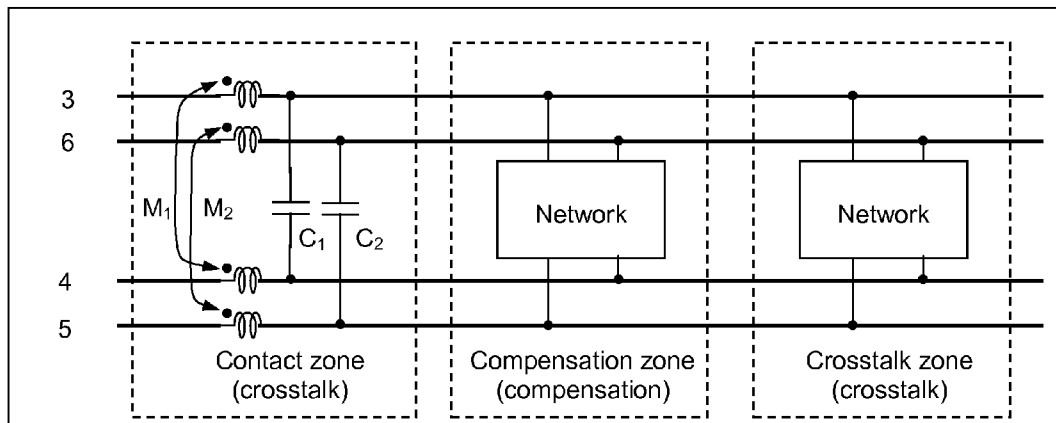 3
6
M1 M2
C1 C2
Network
Network
4
5
Contact zone
(crosstalk)
Compensation zone
(compensation)
Crosstalk zone
(crosstalk)